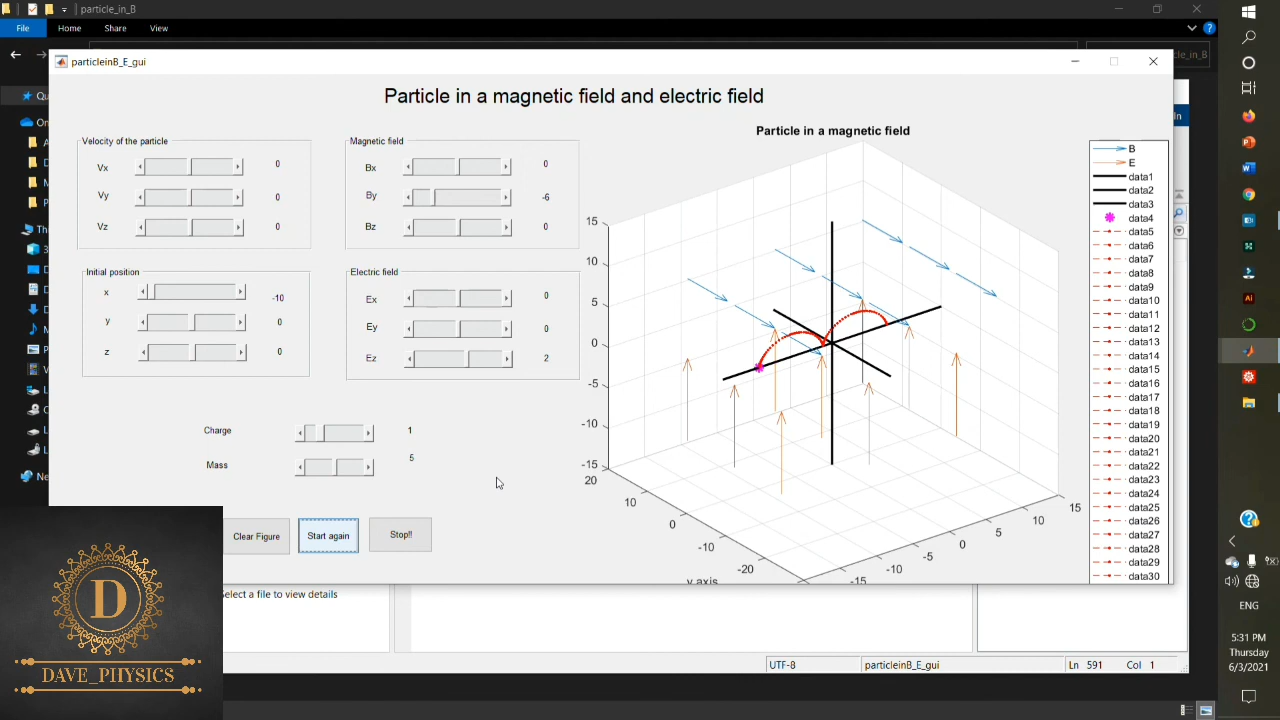 particle_in_B
File
Home
Share
View
particleinB_E_gui
Particle in a magnetic field and electric field
Velocity of the particle
Vx
0
Vy
0
Vz
0
Magnetic field
Bx
0
By
-6
Bz
0
Initial position
x
-10
y
0
z
0
Electric field
Ex
0
Ey
0
Ez
2
Charge
1
Mass
5
Clear Figure
Start again
Stop!!
Particle in a magnetic field
15
10
5
0
-5
-10
-15
20
10
0
-10
-20
y axis
-15
-10
-5
0
5
10
15
B
E
data1
data2
data3
data4
data5
data6
data7
data8
data9
data10
data11
data12
data13
data14
data15
data16
data17
data18
data19
data20
data21
data22
data23
data24
data25
data26
data27
data28
data29
data30
Select a file to view details
UTF-8
particleinB_E_gui
Ln 591
Col 1
D
DAVE_PHYSICS
ENG
5:31 PM
Thursday
6/3/2021